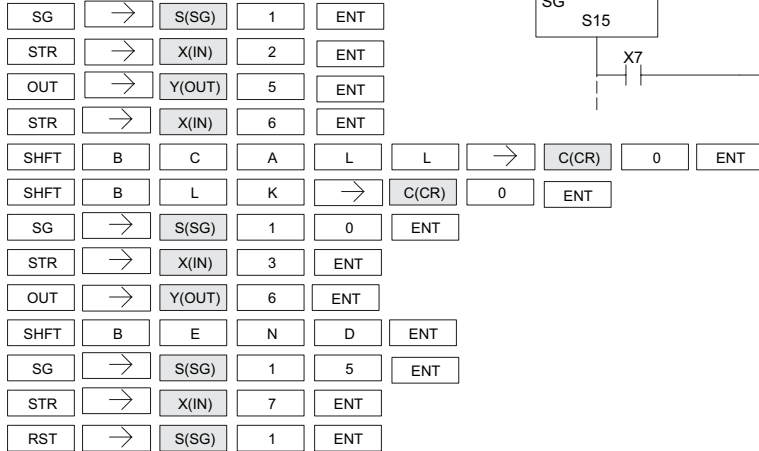 SG → S(SG) 1 ENT
STR → X(IN) 2 ENT
OUT → Y(OUT) 5 ENT
STR → X(IN) 6 ENT
SHFT B C A L L → C(CR) 0 ENT
SHFT B L K → C(CR) 0 ENT
SG → S(SG) 1 0 ENT
STR → X(IN) 3 ENT
OUT → Y(OUT) 6 ENT
SHFT B E N D ENT
SG → S(SG) 1 5 ENT
STR → X(IN) 7 ENT
RST → S(SG) 1 ENT
SG
S15
X7